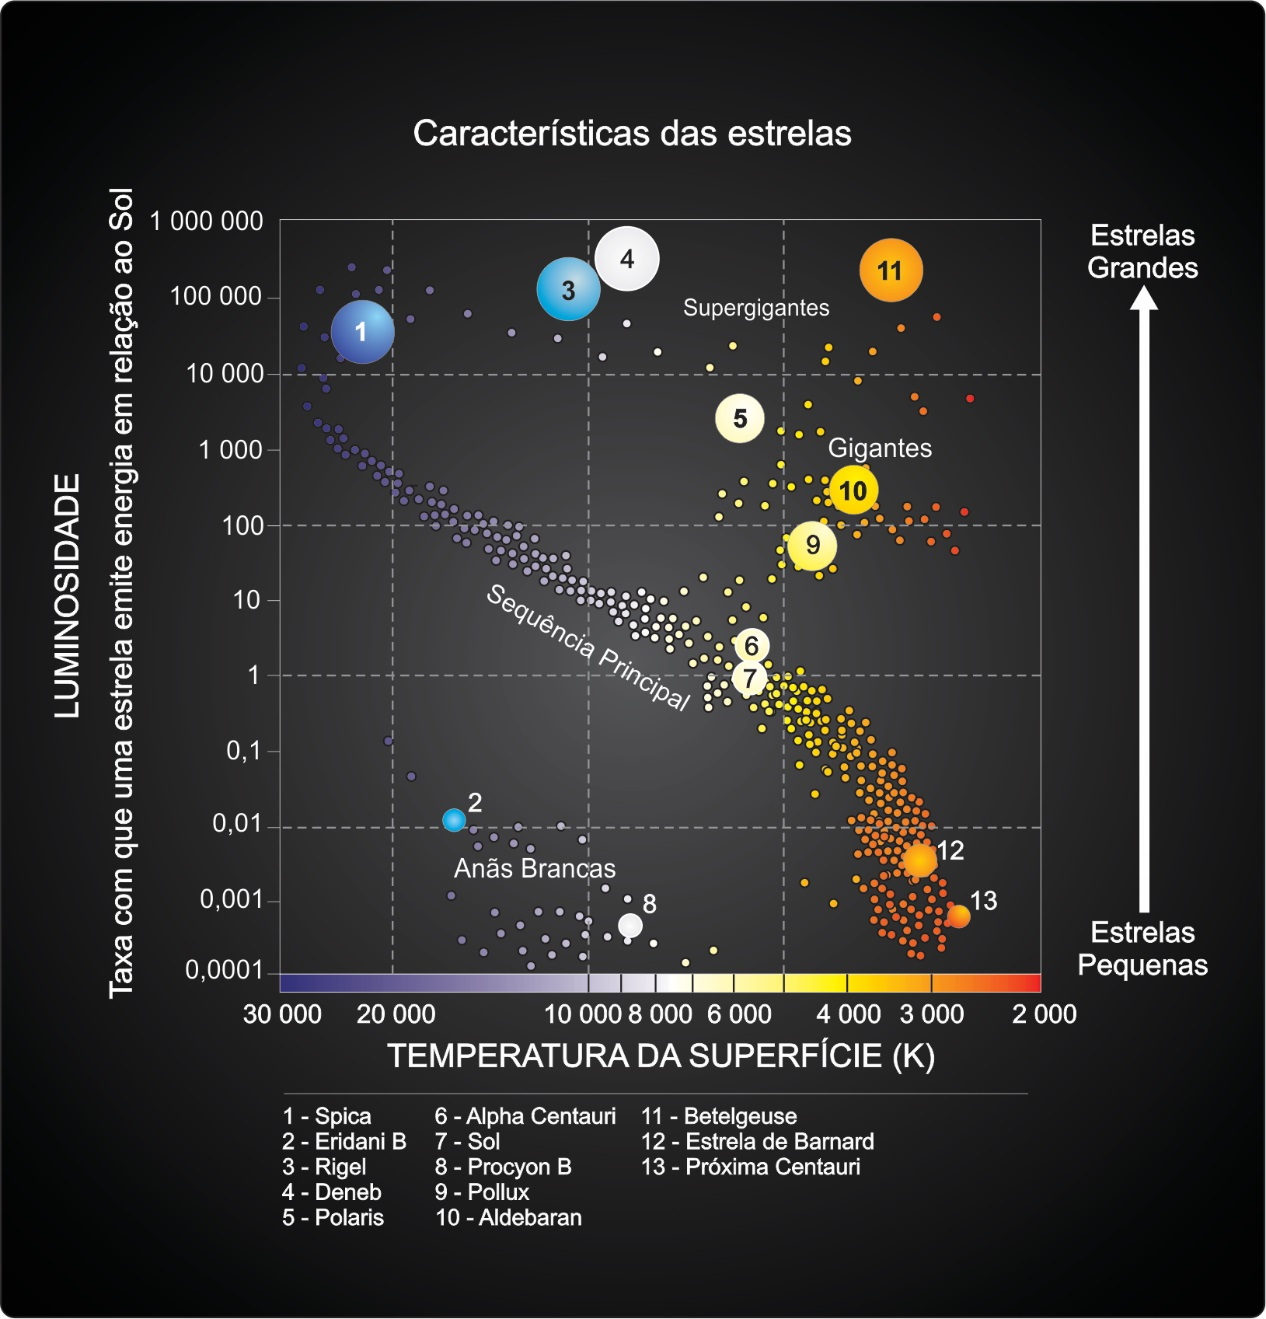 Características das estrelas
LUMINOSIDADE
Taxa com que uma estrela emite energia em relação ao Sol
1 000 000
100 000
10 000
1 000
100
10
1
0,1
0,01
0,001
0,0001
Estrelas
Grandes
Estrelas
Pequenas
4
11
3
Supergigantes
1
5
Gigantes
10
9
Sequência Principal
6
7
2
Anãs Brancas
12
8
13
30 000 20 000 10 000 8 000 6 000 4 000 3 000 2 000
TEMPERATURA DA SUPERFÍCIE (K)
1 - Spica
2 - Eridani B
3 - Rigel
4 - Deneb
5 - Polaris
6 - Alpha Centauri
7 - Sol
8 - Procyon B
9 - Pollux
10 - Aldebaran
11 - Betelgeuse
12 - Estrela de Barnard
13 - Próxima Centauri